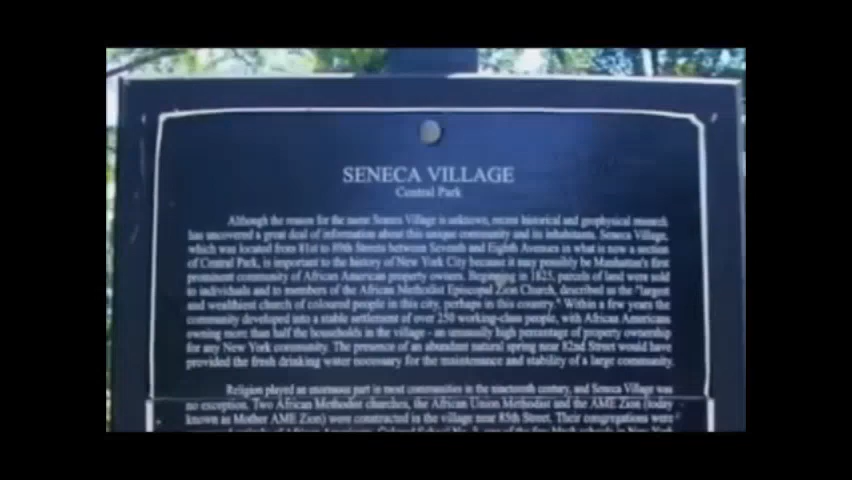 SENECA VILLAGE
Central Park
Although the reason for the name Seneca Village is unknown, recent historical and geophysical research
has uncovered a great deal of information about this unique community and its inhabitants. Seneca Village,
which was located from 81st to 89th Streets between Seventh and Eighth Avenues in what is now a section
of Central Park, is important to the history of New York City because it may possibly be Manhattan's first
prominent community of African American property owners. Beginning in 1825, parcels of land were sold
to individuals and to members of the African Methodist Episcopal Zion Church, described as the "largest
and wealthiest church of coloured people in this city, perhaps in this country." Within a few years the
community developed into a stable settlement of over 250 working-class people, with African Americans
owning more than half the households in the village - an unusually high percentage of property ownership
for any New York community. The presence of an abundant natural spring near 82nd Street would have
provided the fresh drinking water necessary for the maintenance and stability of a large community.
Religion played an enormous part in most communities in the nineteenth century, and Seneca Village was
no exception. Two African Methodist churches, the African Union Methodist and the AME Zion (today
known as Mother AME Zion) were constructed in the village near 85th Street. Their congregations were